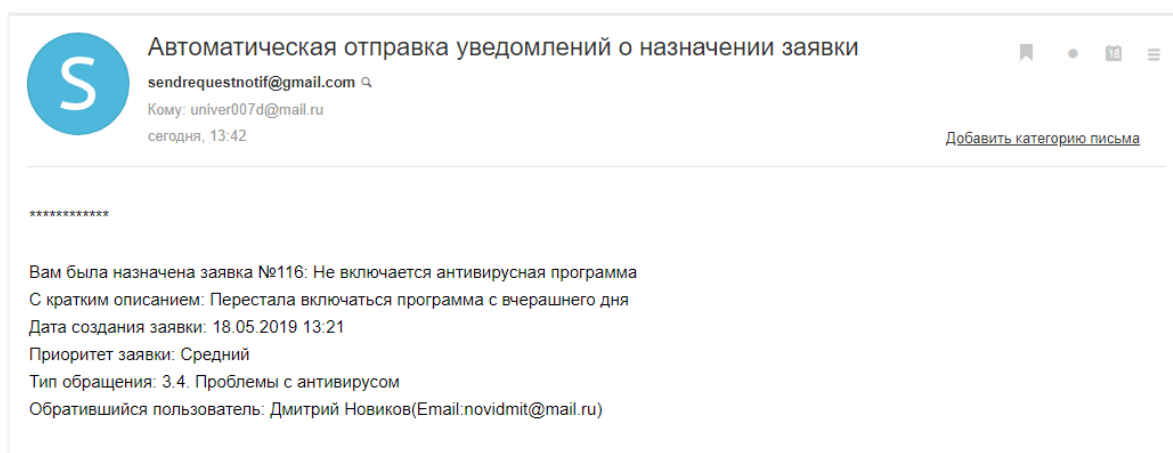 S
Автоматическая отправка уведомлений о назначении заявки
sendrequestnotif@gmail.com
Кому: univer007d@mail.ru
сегодня, 13:42
18
Добавить категорию письма
************
Вам была назначена заявка №116: Не включается антивирусная программа
С кратким описанием: Перестала включаться программа с вчерашнего дня
Дата создания заявки: 18.05.2019 13:21
Приоритет заявки: Средний
Тип обращения: 3.4. Проблемы с антивирусом
Обратившийся пользователь: Дмитрий Новиков(Email:novidmit@mail.ru)